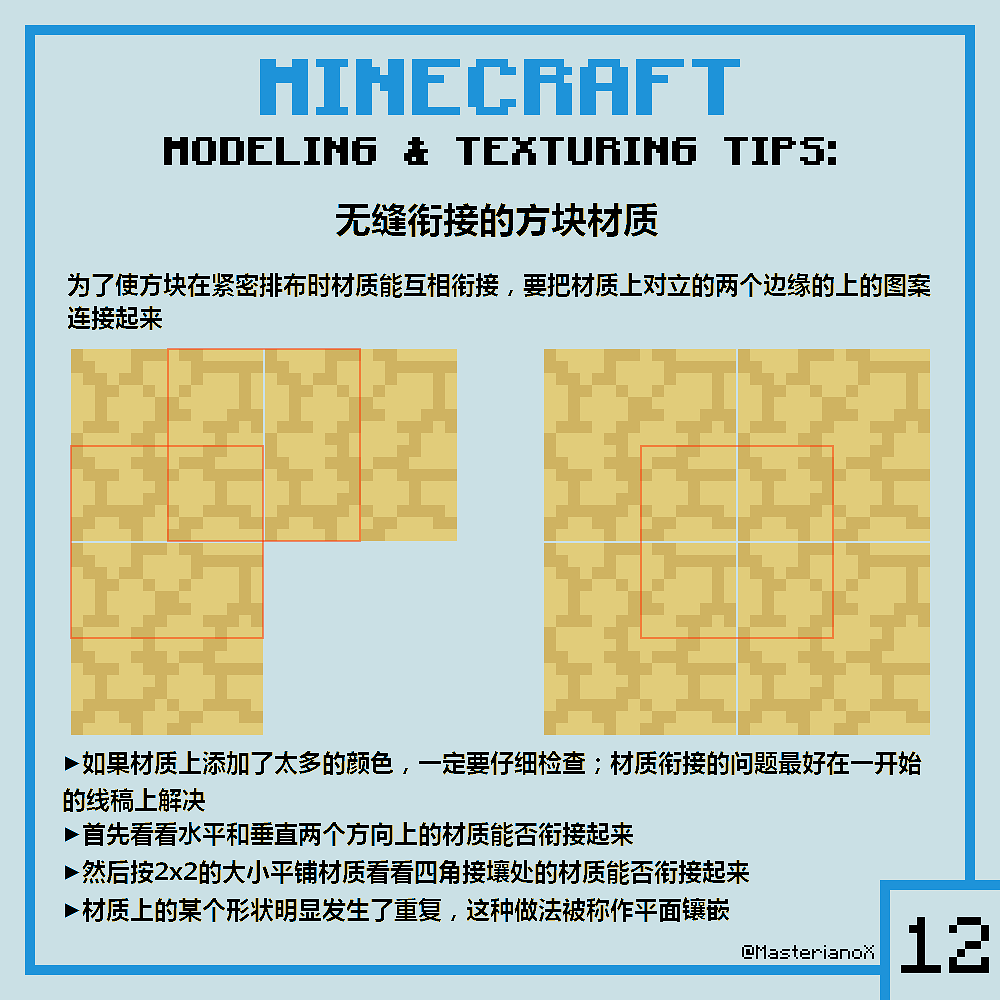 MINECRAFT
MODELING & TEXTURING TIPS:
无缝衔接的方块材质
为了使方块在紧密排布时材质能互相衔接，要把材质上对立的两个边缘的上的图案
连接起来
►如果材质上添加了太多的颜色，一定要仔细检查；材质衔接的问题最好在一开始
的线稿上解决
►首先看看水平和垂直两个方向上的材质能否衔接起来
►然后按2x2的大小平铺材质看看四角接壤处的材质能否衔接起来
►材质上的某个形状明显发生了重复，这种做法被称作平面镶嵌
@MasterianoX
12